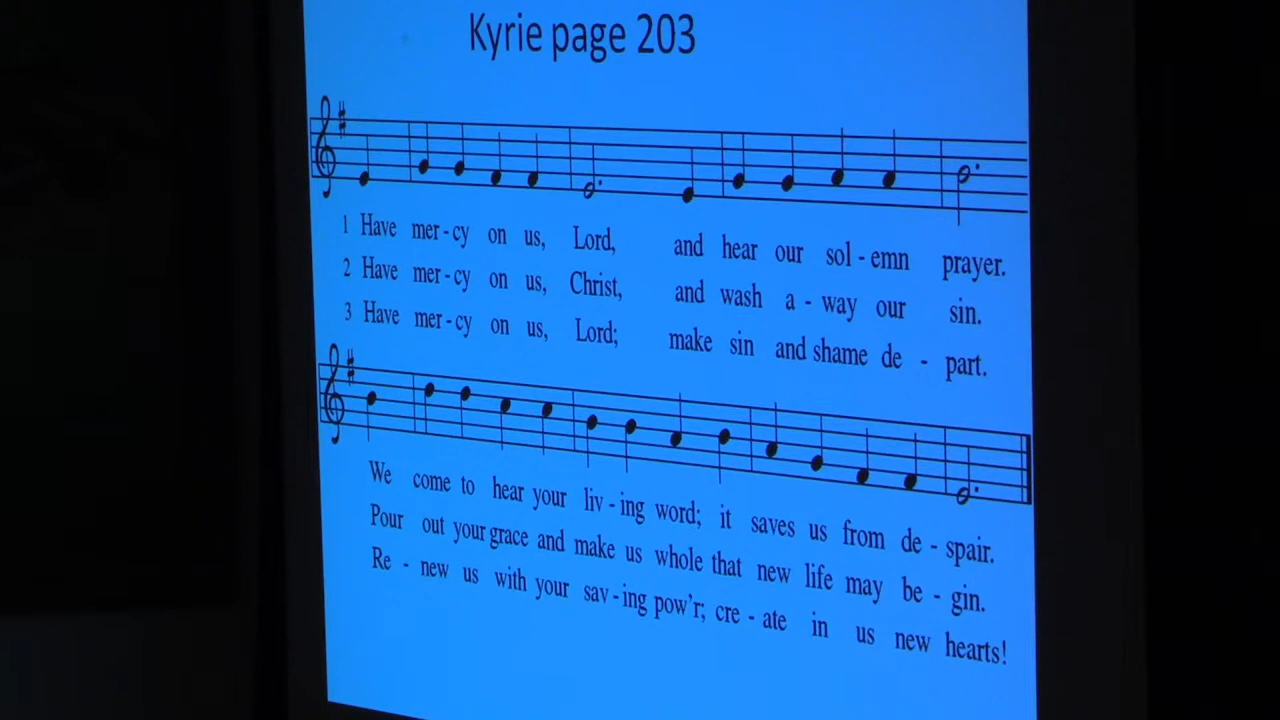 Kyrie page 203
1 Have mer-cy on us, Lord, and hear our sol-emn prayer.
2 Have mer-cy on us, Christ, and wash a-way our sin.
3 Have mer-cy on us, Lord; make sin and shame de-part.
We come to hear your liv-ing word; it saves us from de-spair.
Pour out your grace and make us whole that new life may be-gin.
Re-new us with your sav-ing pow'r; cre-ate in us new hearts!